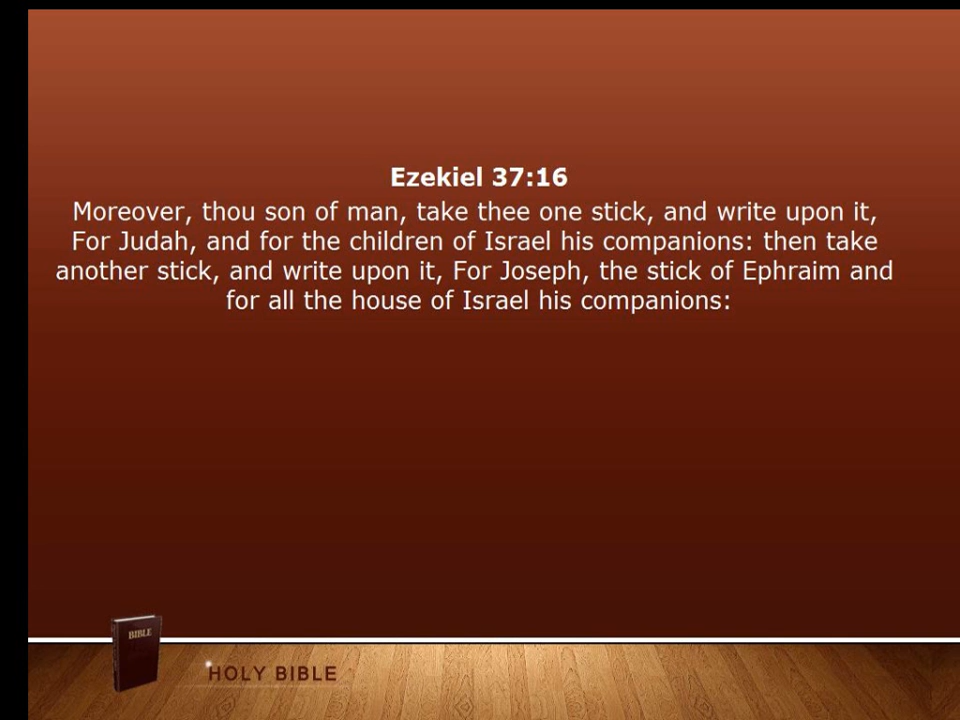 Ezekiel 37:16
Moreover, thou son of man, take thee one stick, and write upon it,
For Judah, and for the children of Israel his companions: then take
another stick, and write upon it, For Joseph, the stick of Ephraim and
for all the house of Israel his companions:
BIBLE
HOLY BIBLE